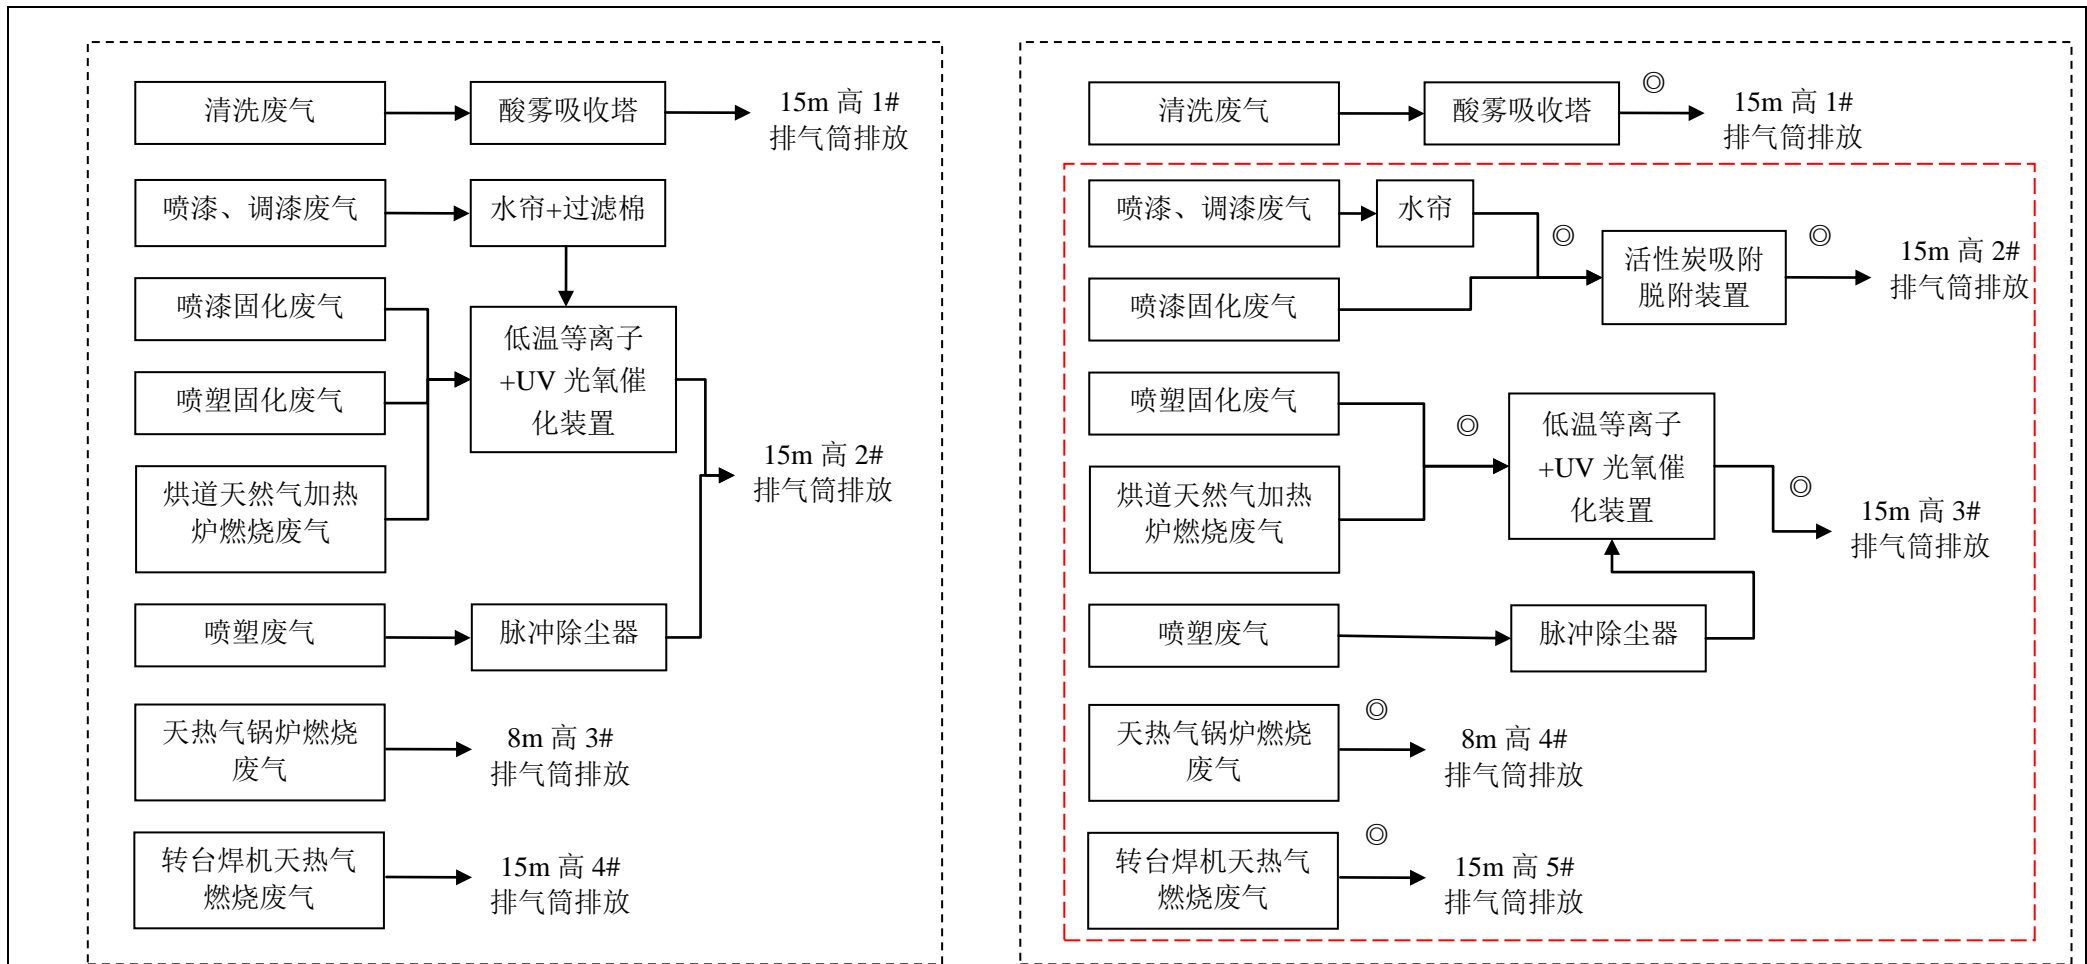 清洗废气
酸雾吸收塔
15m 高 1#
排气筒排放
喷漆、调漆废气
水帘+过滤棉
喷漆固化废气
低温等离子
+UV 光氧催
化装置
喷塑固化废气
15m 高 2#
排气筒排放
烘道天然气加热
炉燃烧废气
喷塑废气
脉冲除尘器
天热气锅炉燃烧
废气
8m 高 3#
排气筒排放
转台焊机天热气
燃烧废气
15m 高 4#
排气筒排放
清洗废气
酸雾吸收塔
◎
15m 高 1#
排气筒排放
喷漆、调漆废气
水帘
◎
活性炭吸附
脱附装置
◎
15m 高 2#
排气筒排放
喷漆固化废气
喷塑固化废气
◎
低温等离子
+UV 光氧催
化装置
◎
15m 高 3#
排气筒排放
烘道天然气加热
炉燃烧废气
喷塑废气
脉冲除尘器
天热气锅炉燃烧
废气
◎
8m 高 4#
排气筒排放
转台焊机天热气
燃烧废气
◎
15m 高 5#
排气筒排放